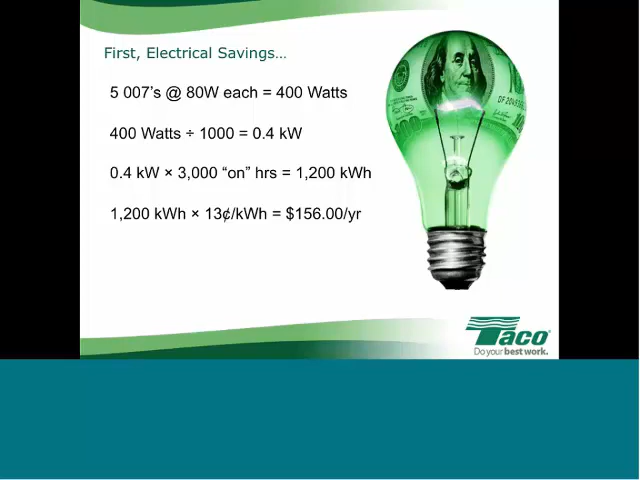 First, Electrical Savings…
5 007’s @ 80W each = 400 Watts
400 Watts ÷ 1000 = 0.4 kW
0.4 kW × 3,000 “on” hrs = 1,200 kWh
1,200 kWh × 13¢/kWh = $156.00/yr
Taco
Do your best work.